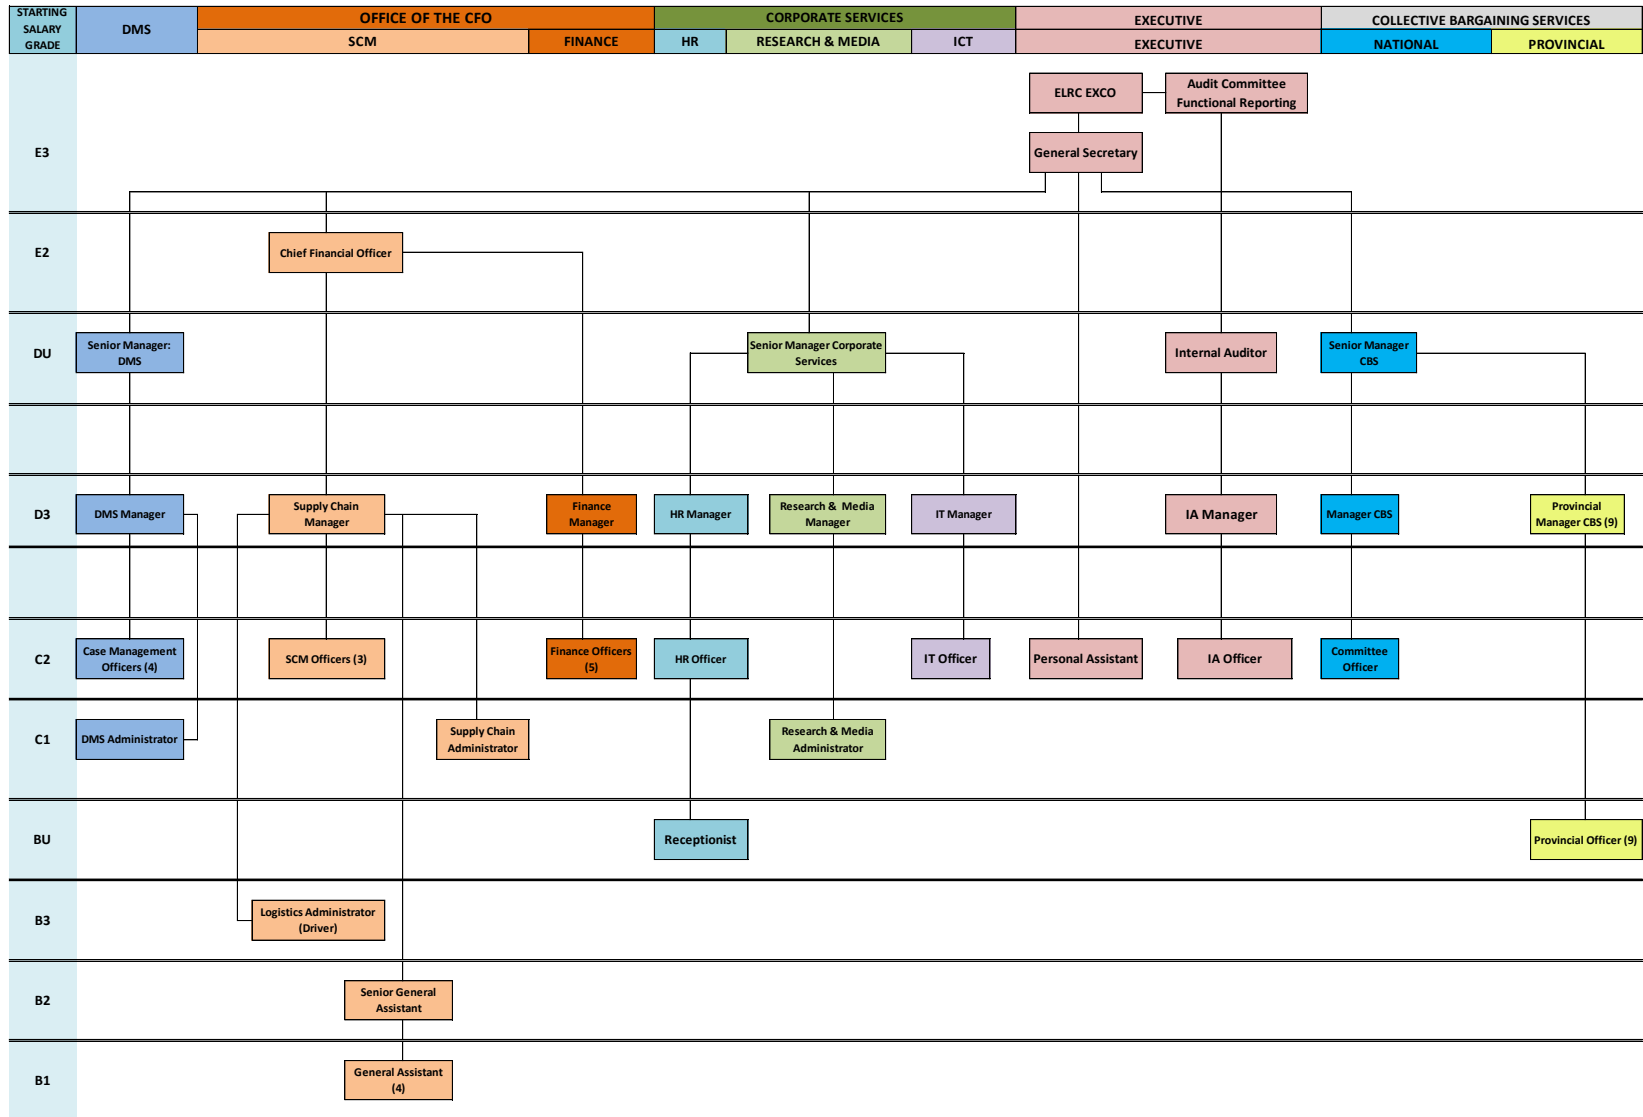 STARTING
SALARY
GRADE
DMS
OFFICE OF THE CFO
CORPORATE SERVICES
EXECUTIVE
COLLECTIVE BARGAINING SERVICES
SCM
FINANCE
HR
RESEARCH & MEDIA
ICT
EXECUTIVE
NATIONAL
PROVINCIAL
ELRC EXCO
Audit Committee
Functional Reporting
E3
General Secretary
E2
Chief Financial Officer
DU
Senior Manager:
DMS
Senior Manager Corporate
Services
Internal Auditor
Senior Manager
CBS
D3
DMS Manager
Supply Chain
Manager
Finance
Manager
HR Manager
Research & Media
Manager
IT Manager
IA Manager
Manager CBS
Provincial
Manager CBS (9)
C2
Case Management
Officers (4)
SCM Officers (3)
Finance Officers
(5)
HR Officer
IT Officer
Personal Assistant
IA Officer
Committee
Officer
C1
DMS Administrator
Supply Chain
Administrator
Research & Media
Administrator
BU
Receptionist
Provincial Officer (9)
B3
Logistics Administrator
(Driver)
B2
Senior General
Assistant
B1
General Assistant
(4)